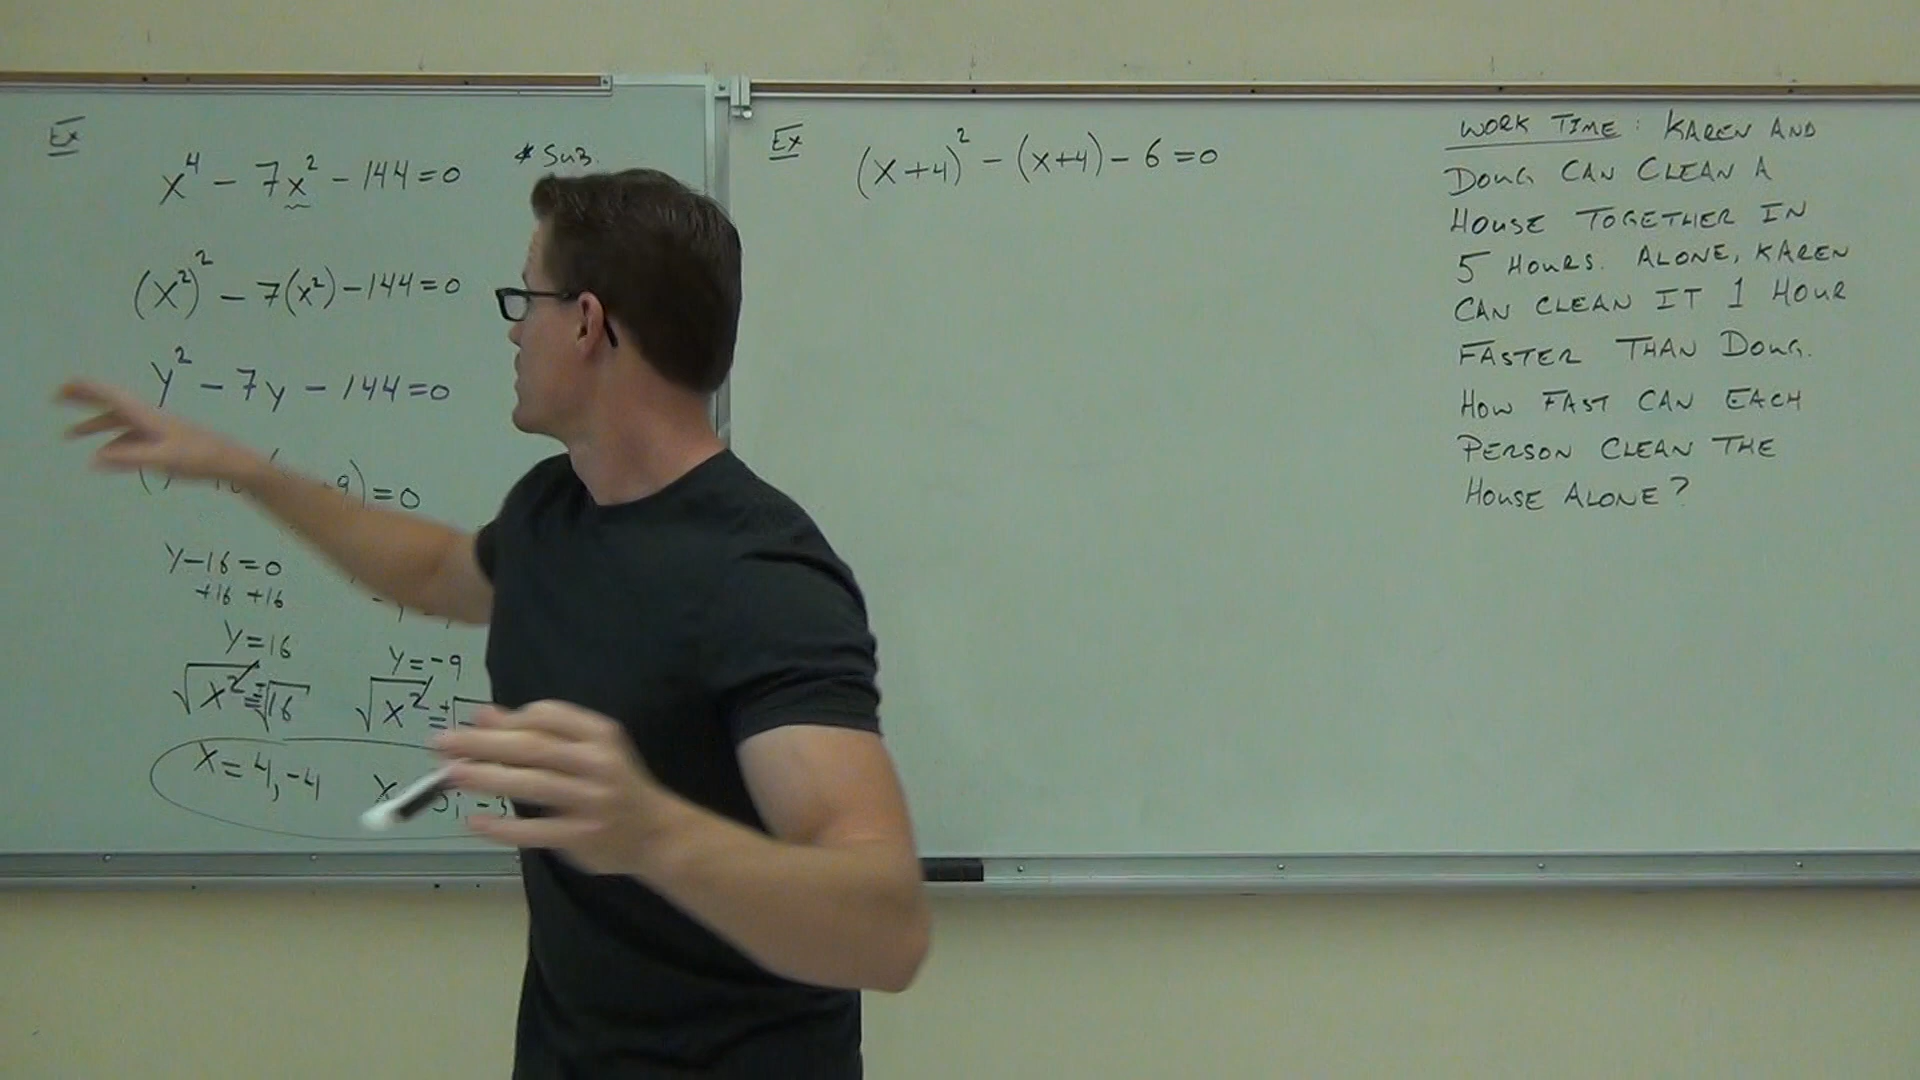 Ex
x⁴ - 7x² - 144 = 0
* Sub.
(x²)² - 7(x²) - 144 = 0
y² - 7y - 144 = 0
9) = 0
y - 16 = 0
+16 +16
y = 16
y = -9
√x² = ±√16
√x² = ±√
x = 4, -4
x i, -3
Ex
(x+4)² - (x+4) - 6 = 0
WORK TIME: KAREN AND
DOUG CAN CLEAN A
HOUSE TOGETHER IN
5 HOURS. ALONE, KAREN
CAN CLEAN IT 1 HOUR
FASTER THAN DOUG.
HOW FAST CAN EACH
PERSON CLEAN THE
HOUSE ALONE?